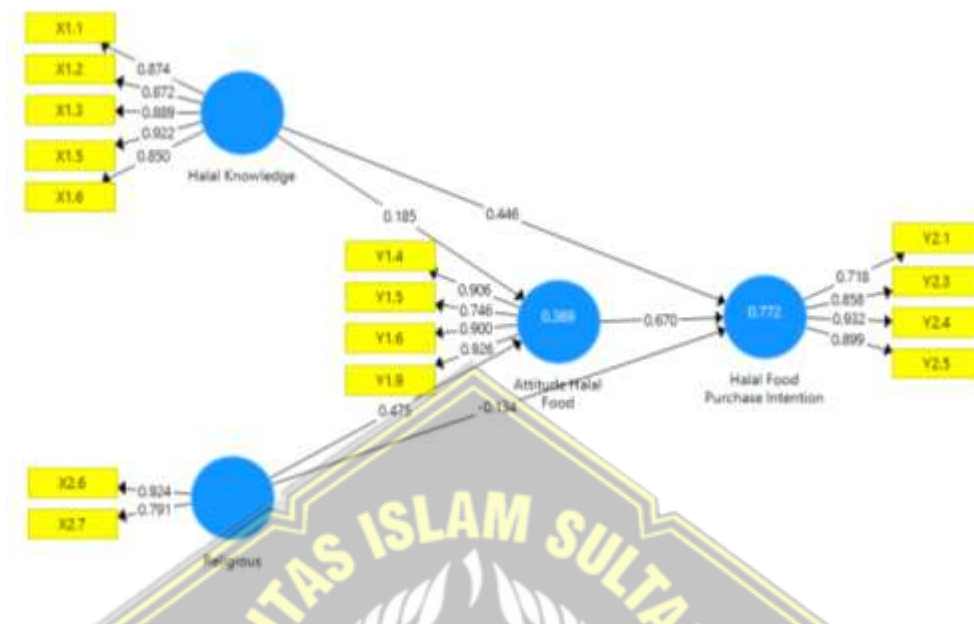 X1.1
X1.2
X1.3
X1.5
X1.6
0.874
0.872
0.889
0.922
0.850
Halal Knowledge
0.185
0.446
Y1.4
Y1.5
Y1.6
Y1.9
0.906
0.746
0.900
0.926
0.369
Attitude Halal
Food
0.670
0.772
Halal Food
Purchase Intention
0.718
0.858
0.932
0.899
Y2.1
Y2.3
Y2.4
Y2.5
0.475
-0.134
X2.6
X2.7
0.924
0.791
Religious
TAS ISLAM SULTA